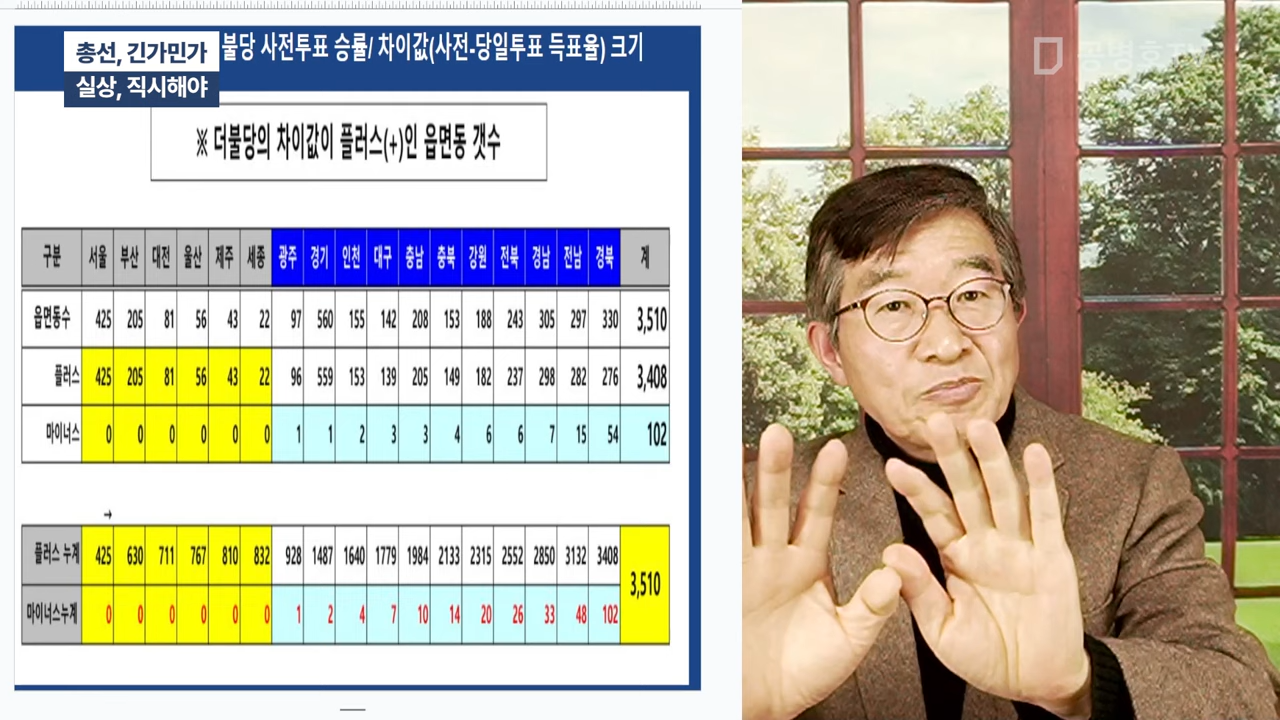 총선, 긴가민가
실상, 직시해야
불당 사전투표 승률/ 차이값(사전-당일투표 득표율) 크기
공병호
※ 더불당의 차이값이 플러스(+)인 읍면동 갯수
구분 서울 부산 대전 울산 제주 세종 광주 경기 인천 대구 충남 충북 강원 전북 경남 전남 경북 계
읍면동수 425 205 81 56 43 22 97 560 155 142 208 153 188 243 305 297 330 3,510
플러스 425 205 81 56 43 22 96 559 153 139 205 149 182 237 298 282 276 3,408
마이너스 0 0 0 0 0 0 1 1 2 3 3 4 6 6 7 15 54 102
→
플러스 누계 425 630 711 767 810 832 928 1487 1640 1779 1984 2133 2315 2552 2850 3132 3408 3,510
마이너스누계 0 0 0 0 0 0 1 2 4 7 10 14 20 26 33 48 102